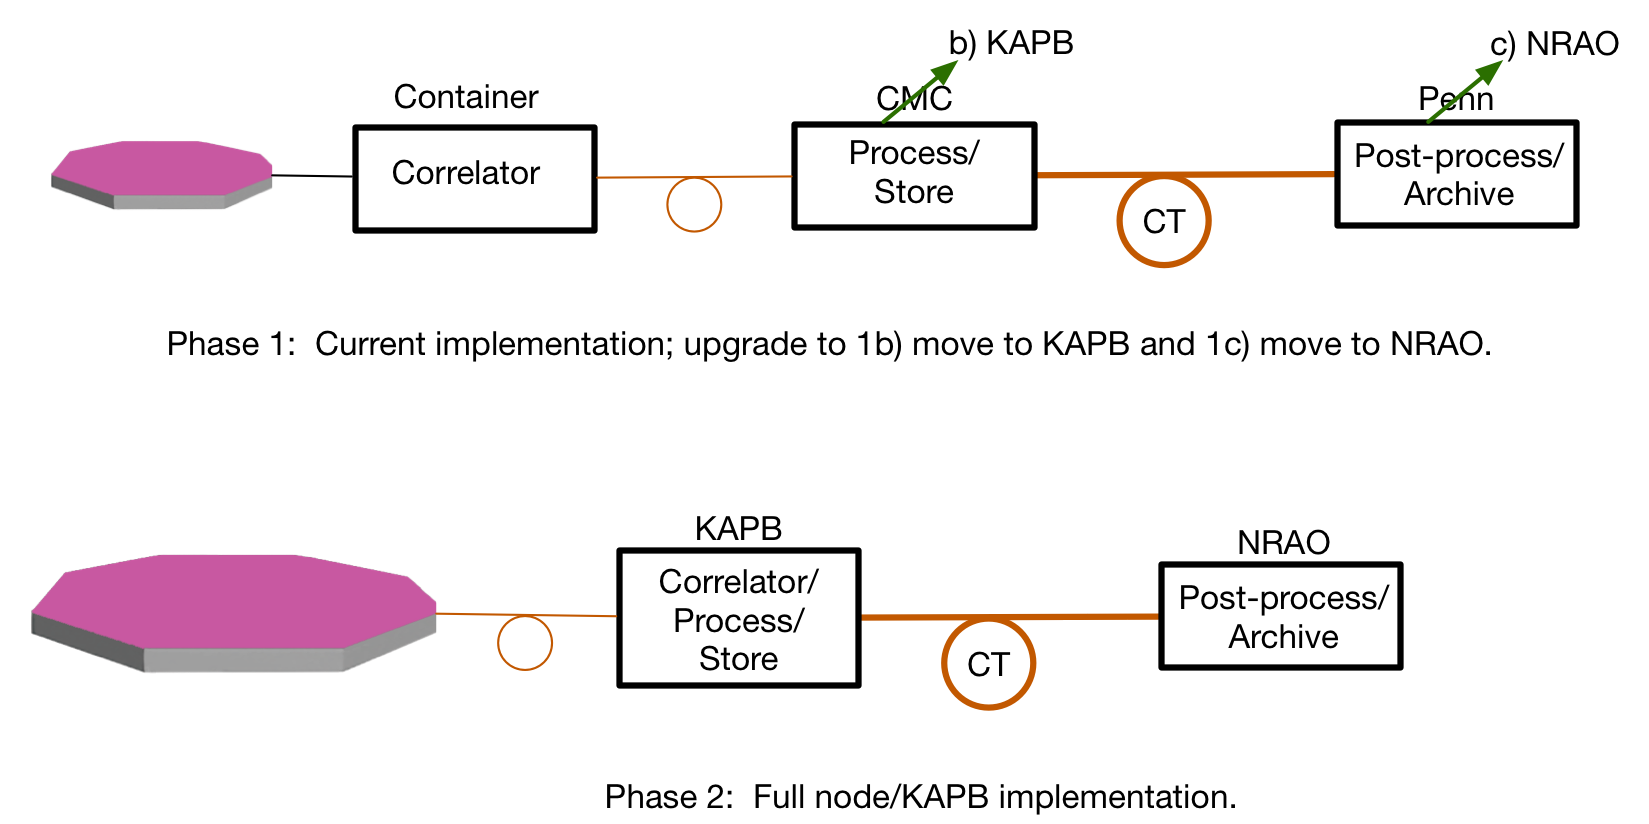 b) KAPB
c) NRAO
Container
CMC
Penn
Correlator
Process/
Store
Post-process/
Archive
CT
Phase 1:  Current implementation; upgrade to 1b) move to KAPB and 1c) move to NRAO.
KAPB
NRAO
Correlator/
Process/
Store
Post-process/
Archive
CT
Phase 2:  Full node/KAPB implementation.